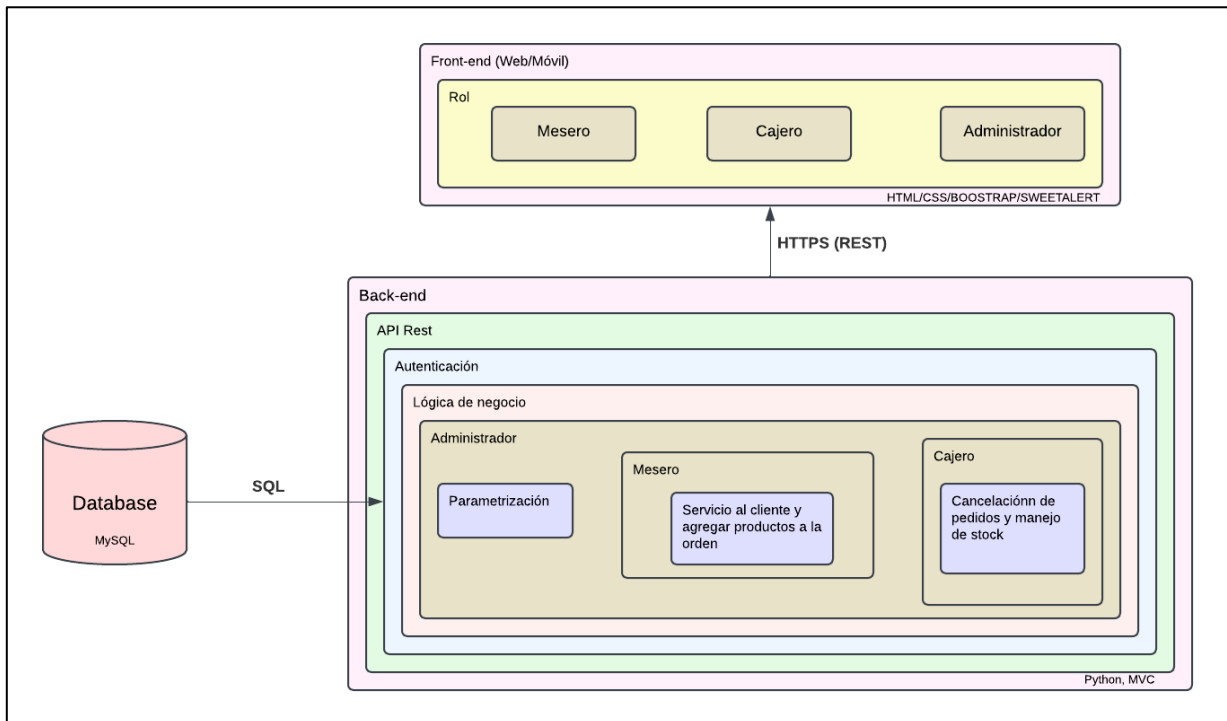 Front-end (Web/Móvil)
Rol
Mesero
Cajero
Administrador
HTML/CSS/BOOSTRAP/SWEETALERT
HTTPS (REST)
Back-end
API Rest
Autenticación
Lógica de negocio
Administrador
Parametrización
Mesero
Servicio al cliente y
agregar productos a la
orden
Cajero
Cancelaciónn de
pedidos y manejo
de stock
Python, MVC
SQL
Database
MySQL